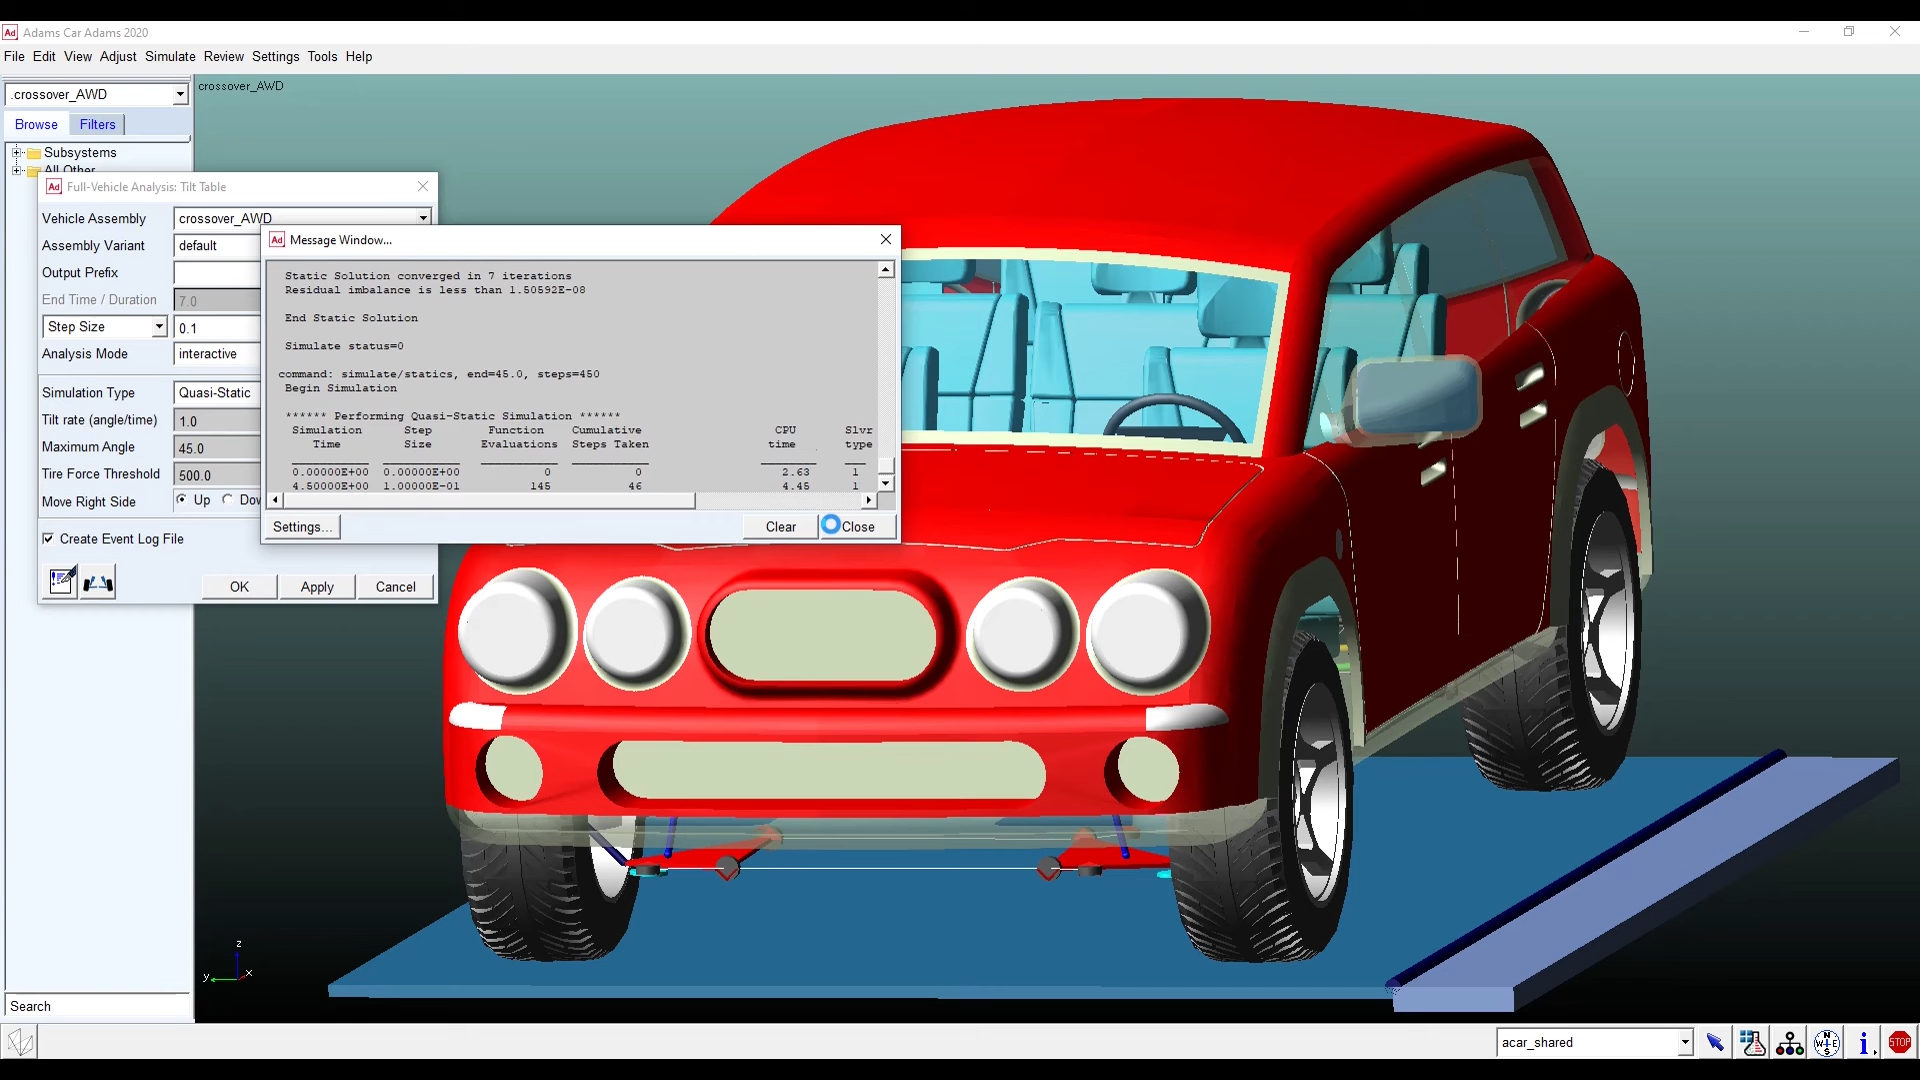 Ad Adams Car Adams 2020
File Edit View Adjust Simulate Review Settings Tools Help
.crossover_AWD
crossover_AWD
Browse Filters
Subsystems
All Other
Ad Full-Vehicle Analysis: Tilt Table
Vehicle Assembly crossover_AWD
Assembly Variant default
Output Prefix
End Time / Duration 7.0
Step Size 0.1
Analysis Mode interactive
Simulation Type Quasi-Static
Tilt rate (angle/time) 1.0
Maximum Angle 45.0
Tire Force Threshold 500.0
Move Right Side Up Dow
Create Event Log File
OK Apply Cancel
Ad Message Window...
Static Solution converged in 7 iterations
Residual imbalance is less than 1.50592E-08
End Static Solution
Simulate status=0
command: simulate/statics, end=45.0, steps=450
Begin Simulation
****** Performing Quasi-Static Simulation ******
Simulation Step Function Cumulative CPU Slvr
Time Size Evaluations Steps Taken time type
0.00000E+00 0.00000E+00 0 0 2.63 1
4.50000E+00 1.00000E-01 145 46 4.45 1
Settings... Clear Close
z
y x
Search
acar_shared
N
W E
S
i
STOP